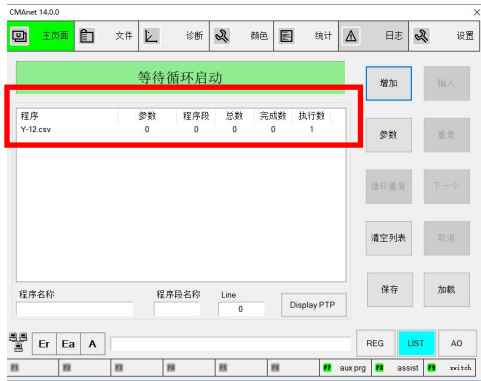 CMAnet 14.0.0
主页面 文件 诊断 颜色 统计 日志 设置
等待循环启动
增加 输入
程序 参数 程序段 总数 完成数 执行数
Y-12.csv 0 0 0 0 1
参数 重复
循环重复 下一个
清空列表 取消
保存 加载
程序名称 程序段名称 Line
0 Display PTP
Er Ea A REG LIST AO
F1 F2 F3 F4 F5 F6 F7 aux prg F8 assist F9 switch